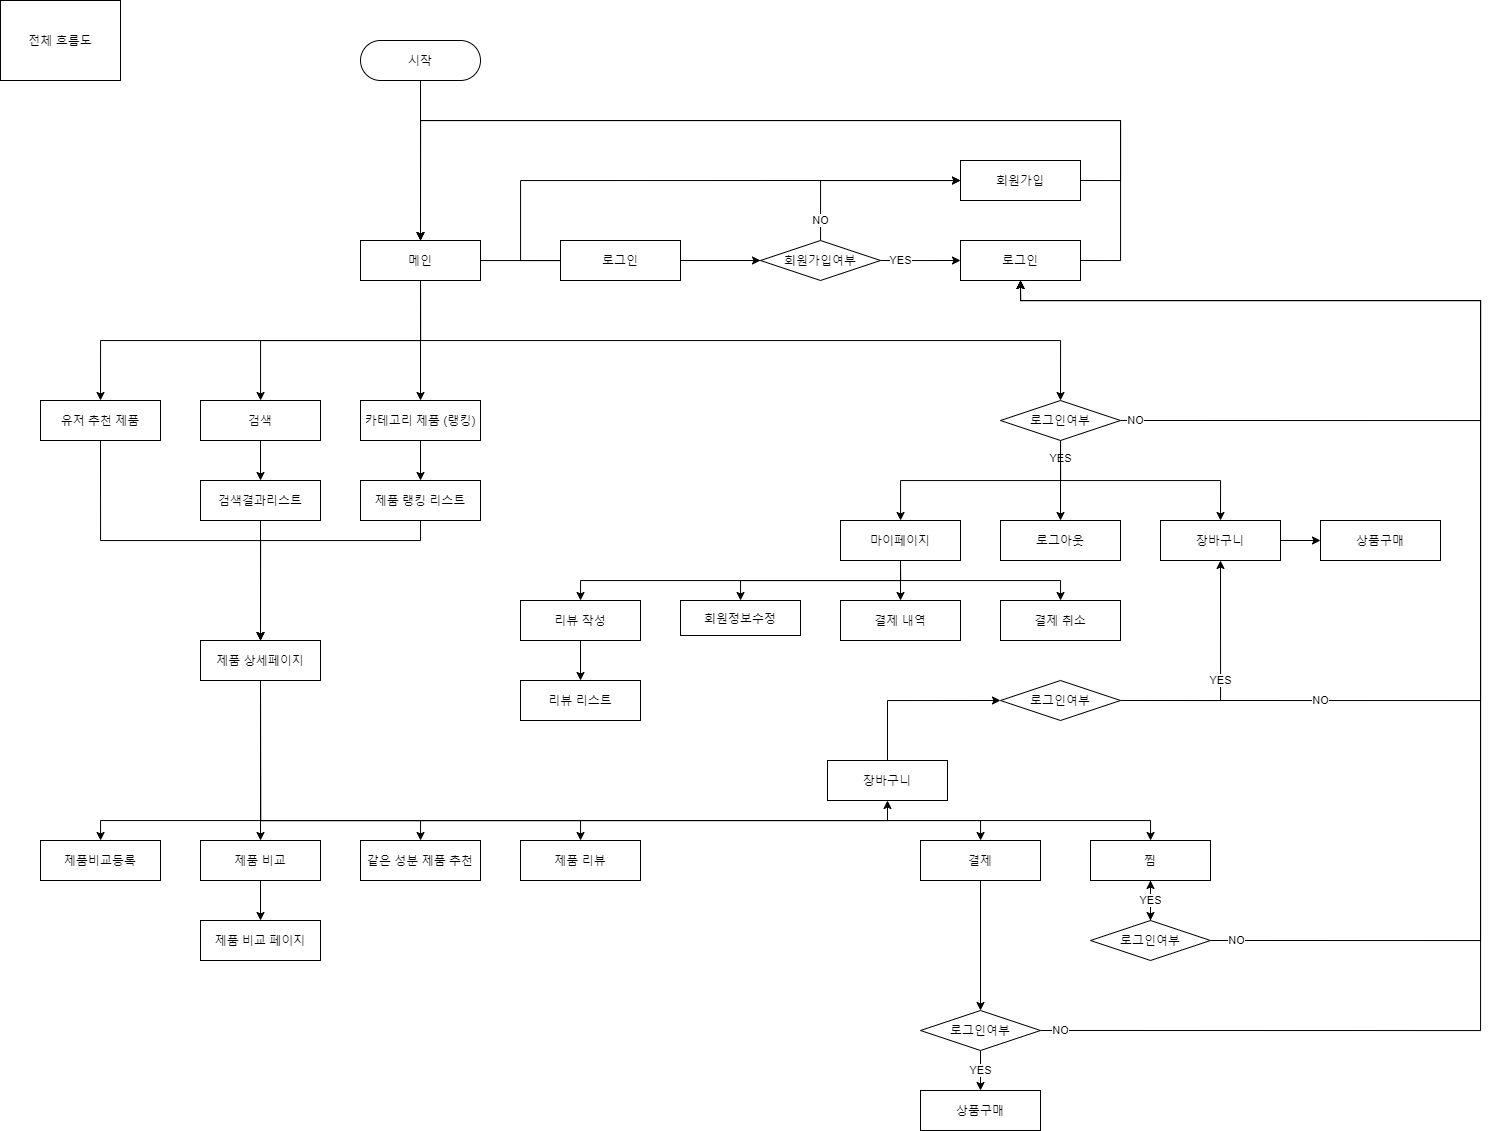 전체 흐름도
시작
회원가입
NO
메인
로그인
회원가입여부
YES
로그인
유저 추천 제품
검색
카테고리 제품 (랭킹)
로그인여부
NO
YES
검색결과리스트
제품 랭킹 리스트
마이페이지
로그아웃
장바구니
상품구매
리뷰 작성
회원정보수정
결제 내역
결제 취소
제품 상세페이지
YES
리뷰 리스트
로그인여부
NO
장바구니
제품비교등록
제품 비교
같은 성분 제품 추천
제품 리뷰
결제
찜
YES
제품 비교 페이지
로그인여부
NO
로그인여부
NO
YES
상품구매